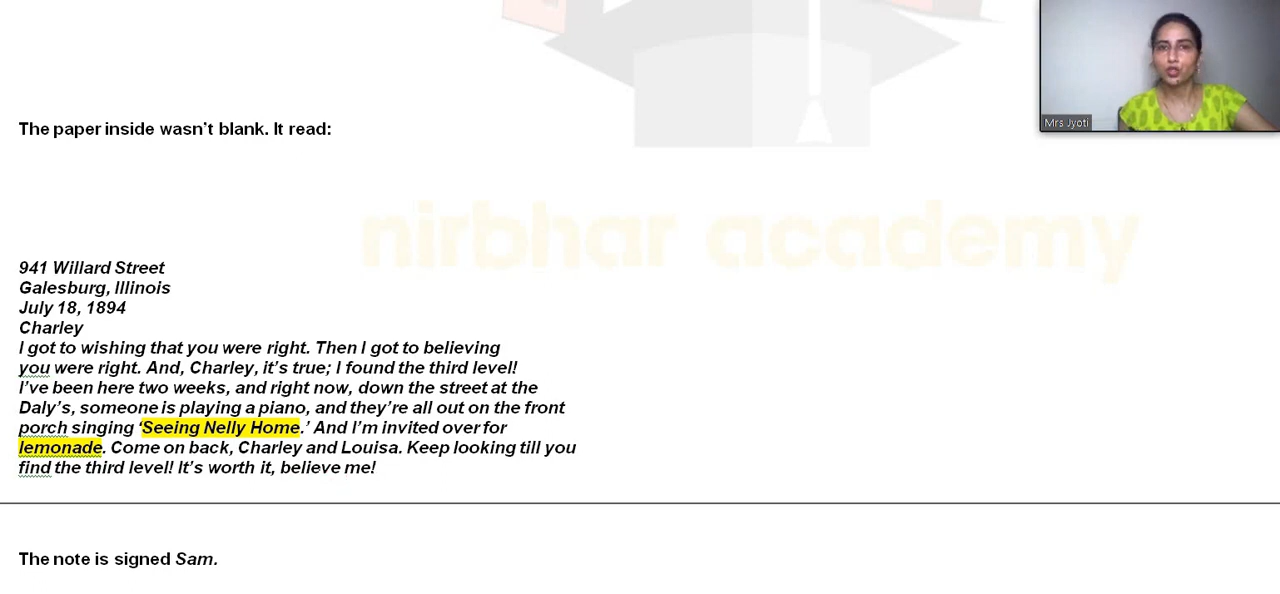 Mrs Jyoti
The paper inside wasn't blank. It read:
nirbhar academy
941 Willard Street
Galesburg, Illinois
July 18, 1894
Charley
I got to wishing that you were right. Then I got to believing
you were right. And, Charley, it's true; I found the third level!
I've been here two weeks, and right now, down the street at the
Daly's, someone is playing a piano, and they're all out on the front
porch singing ‘Seeing Nelly Home.’ And I'm invited over for
lemonade. Come on back, Charley and Louisa. Keep looking till you
find the third level! It's worth it, believe me!
The note is signed Sam.